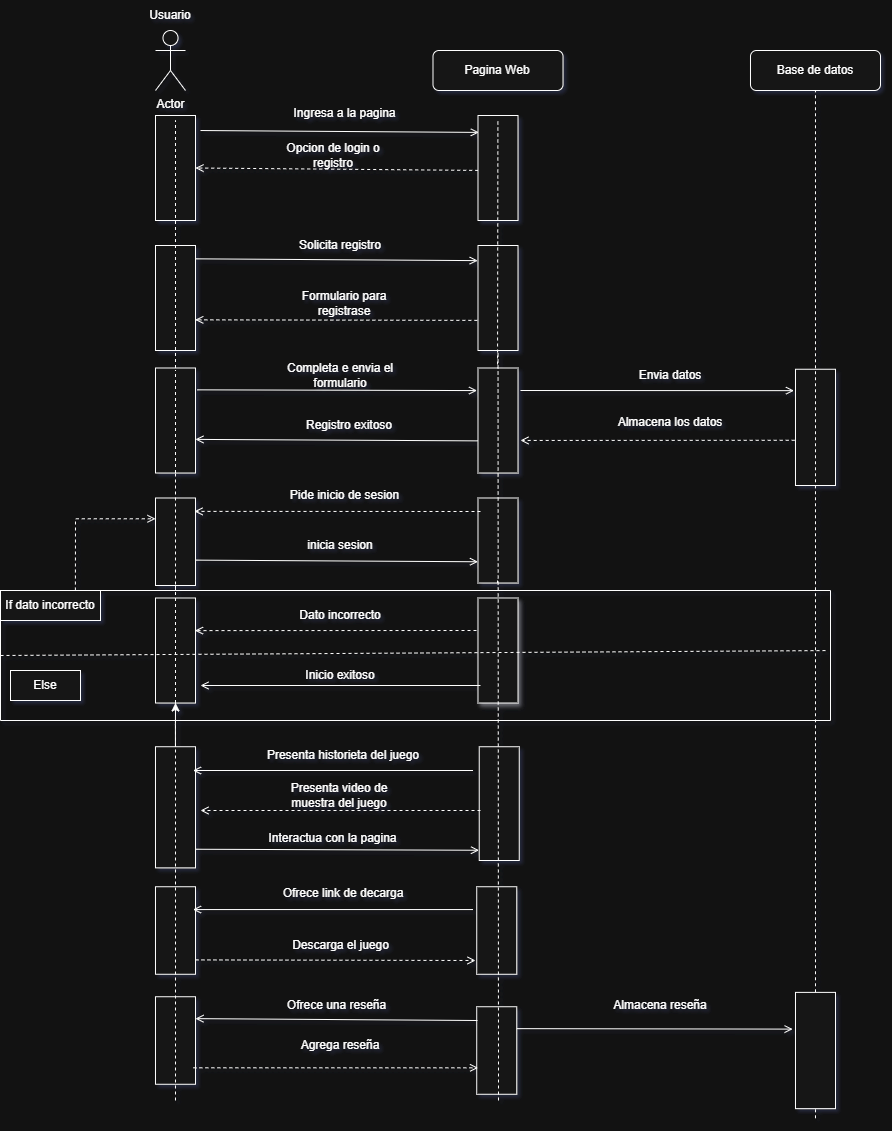 Usuario
Pagina Web
Base de datos
Actor
Ingresa a la pagina
Opcion de login o
registro
Solicita registro
Formulario para
registrase
Completa e envia el
formulario
Envia datos
Registro exitoso
Almacena los datos
Pide inicio de sesion
inicia sesion
If dato incorrecto
Dato incorrecto
Else
Inicio exitoso
Presenta historieta del juego
Presenta video de
muestra del juego
Interactua con la pagina
Ofrece link de decarga
Descarga el juego
Ofrece una reseña
Almacena reseña
Agrega reseña